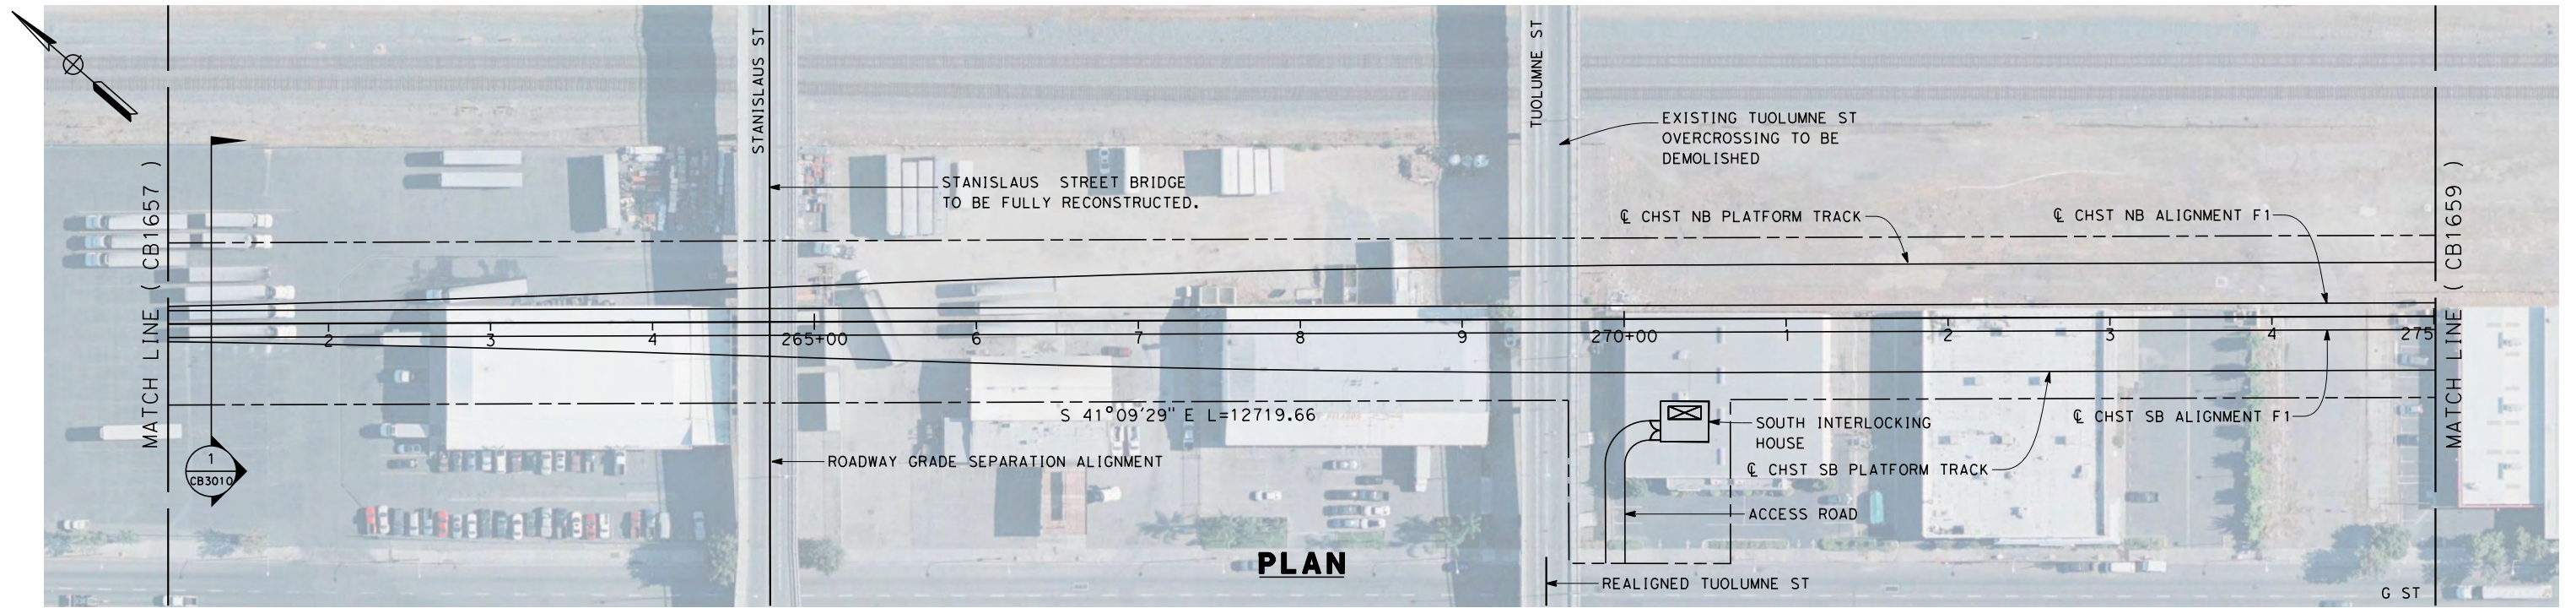 STANISLAUS ST
TUOLUMNE ST
EXISTING TUOLUMNE ST
OVERCROSSING TO BE
DEMOLISHED
STANISLAUS STREET BRIDGE
TO BE FULLY RECONSTRUCTED.
℄ CHST NB PLATFORM TRACK
℄ CHST NB ALIGNMENT F1
MATCH LINE ( CB1657 )
MATCH LINE ( CB1659 )
2 3 4 265+00 6 7 8 9 270+00 1 2 3 4 275
S 41°09'29" E L=12719.66
℄ CHST SB ALIGNMENT F1
SOUTH INTERLOCKING
HOUSE
ROADWAY GRADE SEPARATION ALIGNMENT
℄ CHST SB PLATFORM TRACK
1
CB3010
ACCESS ROAD
PLAN
REALIGNED TUOLUMNE ST
G ST